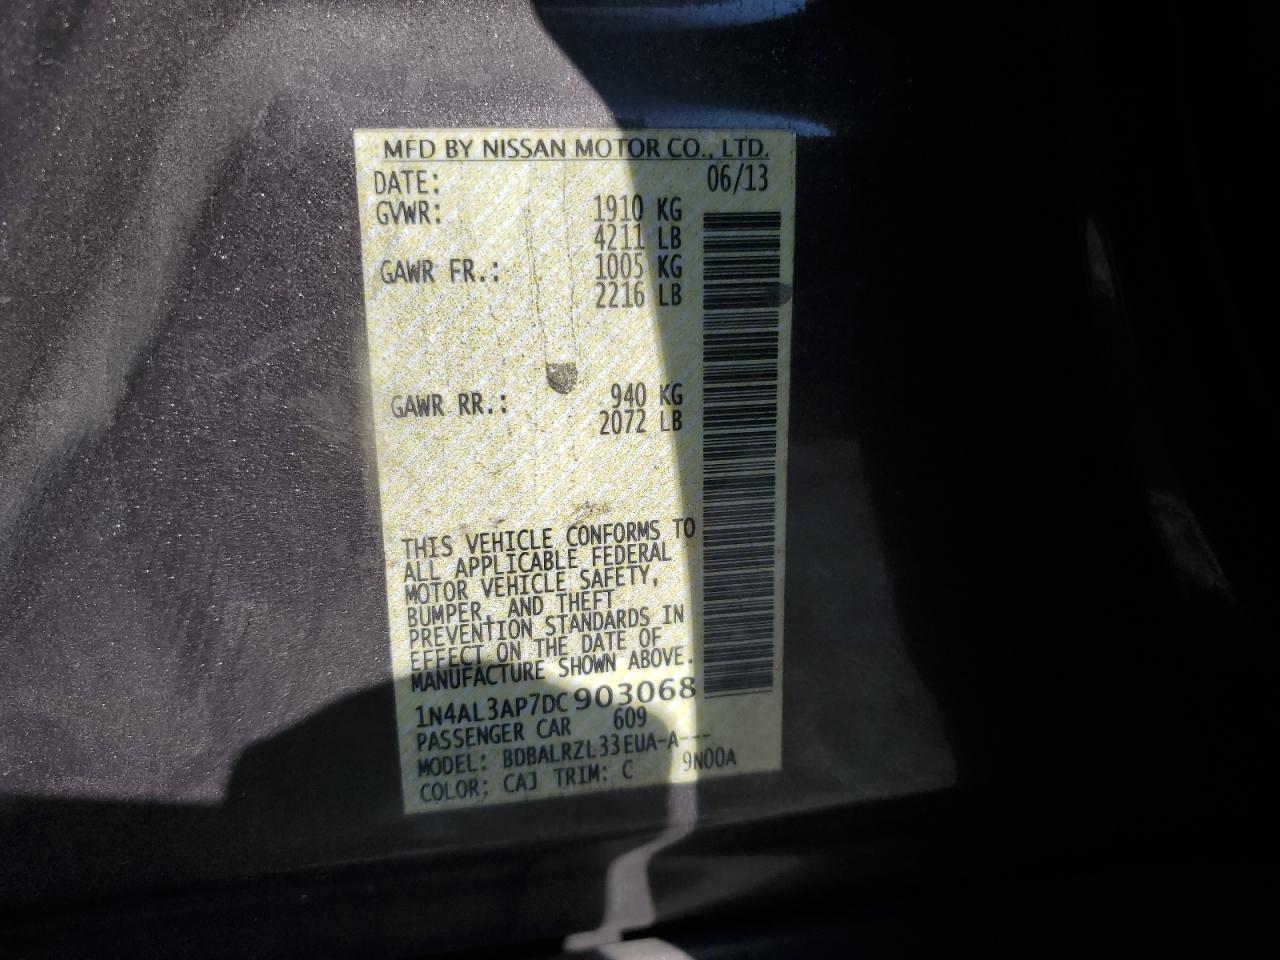 MFD BY NISSAN MOTOR CO., LTD.
DATE: 06/13
GVWR: 1910 KG
4211 LB
GAWR FR.: 1005 KG
2216 LB
GAWR RR.: 940 KG
2072 LB
THIS VEHICLE CONFORMS TO
ALL APPLICABLE FEDERAL
MOTOR VEHICLE SAFETY,
BUMPER, AND THEFT
PREVENTION STANDARDS IN
EFFECT ON THE DATE OF
MANUFACTURE SHOWN ABOVE.
1N4AL3AP7DC903068
PASSENGER CAR 609
MODEL: BDBALRZL33EUA-A---
COLOR: CAJ TRIM: C 9N00A